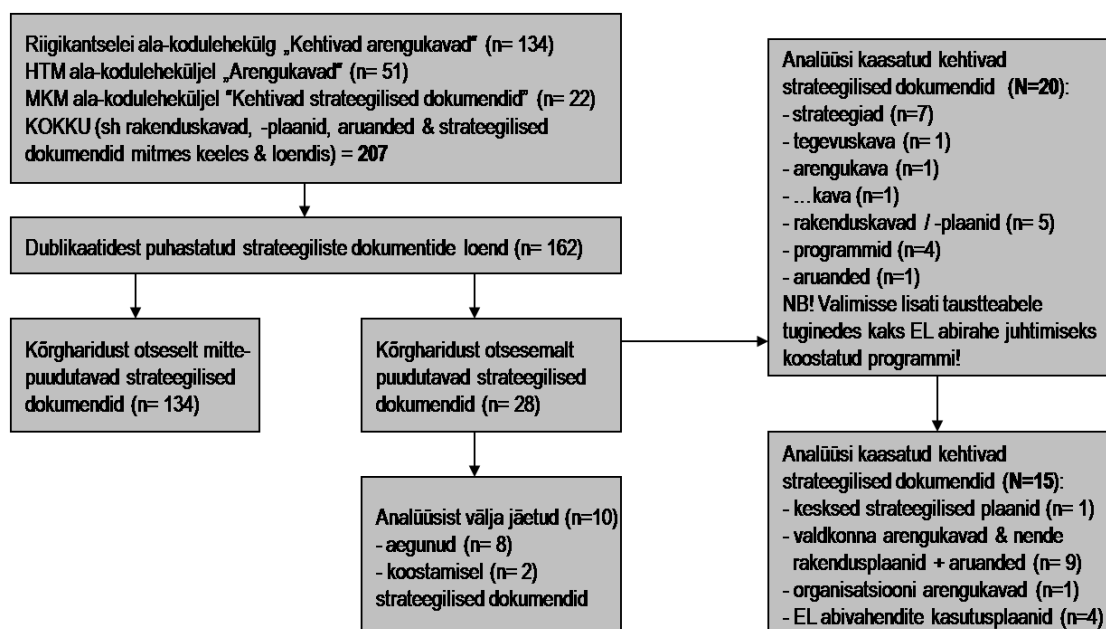 Riigikantselei ala-kodulehekülg „Kehtivad arengukavad“ (n= 134)
HTM ala-koduleheküljel „Arengukavad“ (n= 51)
MKM ala-koduleheküljel “Kehtivad strateegilised dokumendid” (n= 22)
KOKKU (sh rakenduskavad, -plaanid, aruanded & strateegilised
dokumendid mitmes keeles & loendis) = 207
Dublikaatidest puhastatud strateegiliste dokumentide loend (n= 162)
Kõrgharidust otseselt mitte-
puudutavad strateegilised
dokumendid (n= 134)
Kõrgharidust otsesemalt
puudutavad strateegilised
dokumendid (n= 28)
Analüüsist välja jäetud (n=10)
- aegunud (n= 8)
- koostamisel (n= 2)
strateegilised dokumendid
Analüüsi kaasatud kehtivad
strateegilised dokumendid (N=20):
- strateegiad (n=7)
- tegevuskava (n= 1)
- arengukava (n=1)
- …kava (n=1)
- rakenduskavad / -plaanid (n= 5)
- programmid (n=4)
- aruanded (n=1)
NB! Valimisse lisati taustteabele
tuginedes kaks EL abirahe juhtimiseks
koostatud programmi!
Analüüsi kaasatud kehtivad
strateegilised dokumendid (N=15):
- kesksed strateegilised plaanid (n= 1)
- valdkonna arengukavad & nende
rakendusplaanid + aruanded (n= 9)
- organisatsiooni arengukavad (n=1)
- EL abivahendite kasutusplaanid (n=4)